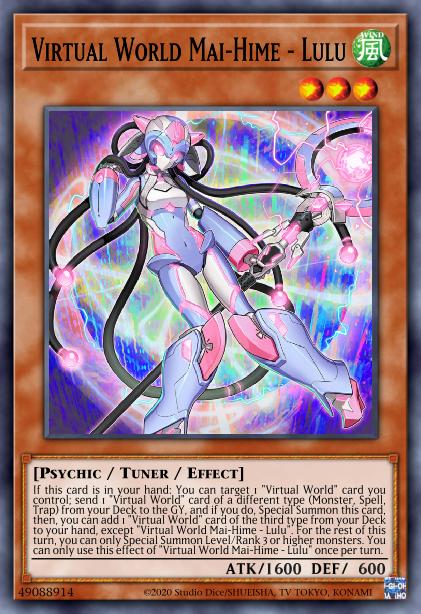 Virtual World Mai-Hime - Lulu
WIND
風
[Psychic / Tuner / Effect]
If this card is in your hand: You can target 1 "Virtual World" card you
control; send 1 "Virtual World" card of a different type (Monster, Spell,
Trap) from your Deck to the GY, and if you do, Special Summon this card,
then, you can add 1 "Virtual World" card of the third type from your Deck
to your hand, except "Virtual World Mai-Hime - Lulu". For the rest of this
turn, you can only Special Summon Level/Rank 3 or higher monsters. You can
only use this effect of "Virtual World Mai-Hime - Lulu" once per turn.
ATK/1600 DEF/ 600
49088914
©2020 Studio Dice/SHUEISHA, TV TOKYO, KONAMI